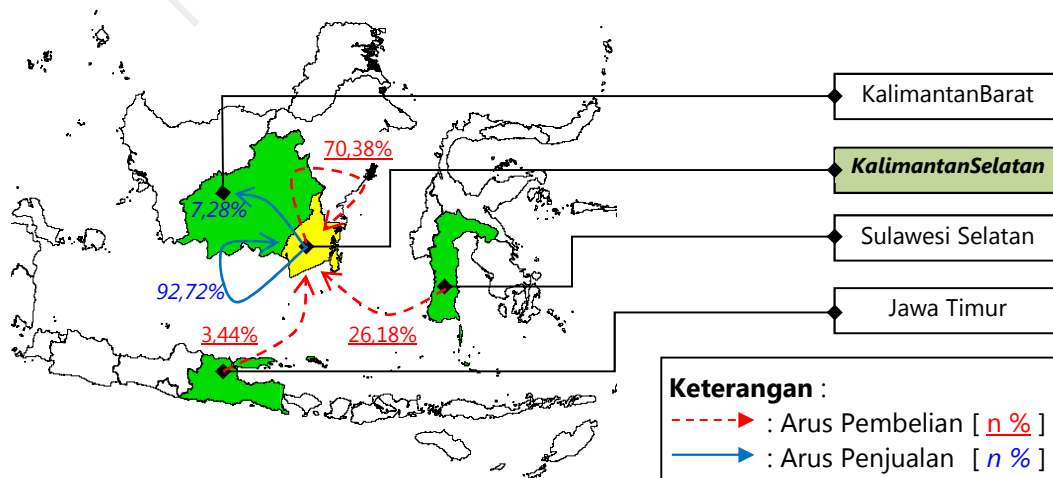 KalimantanBarat
70,38%
KalimantanSelatan
7,28%
Sulawesi Selatan
92,72%
3,44%
26,18%
Jawa Timur
Keterangan :
: Arus Pembelian [ n % ]
: Arus Penjualan [ n % ]